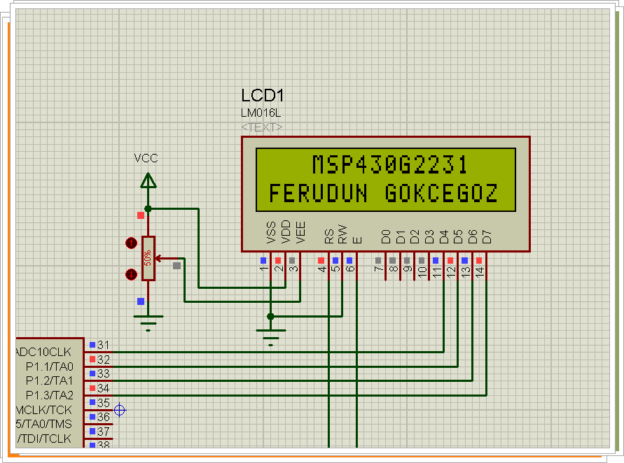 LCD1
LM016L
<TEXT>
VCC
MSP430G2231
FERUDUN GOKCEGOZ
VSS VDD VEE RS RW E D0 D1 D2 D3 D4 D5 D6 D7
1 2 3 4 5 6 7 8 9 10 11 12 13 14
50%
ADC10CLK 31
P1.1/TA0 32
P1.2/TA1 33
P1.3/TA2 34
MCLK/TCK 35
5/TA0/TMS 36
/TDI/TCLK 37
38